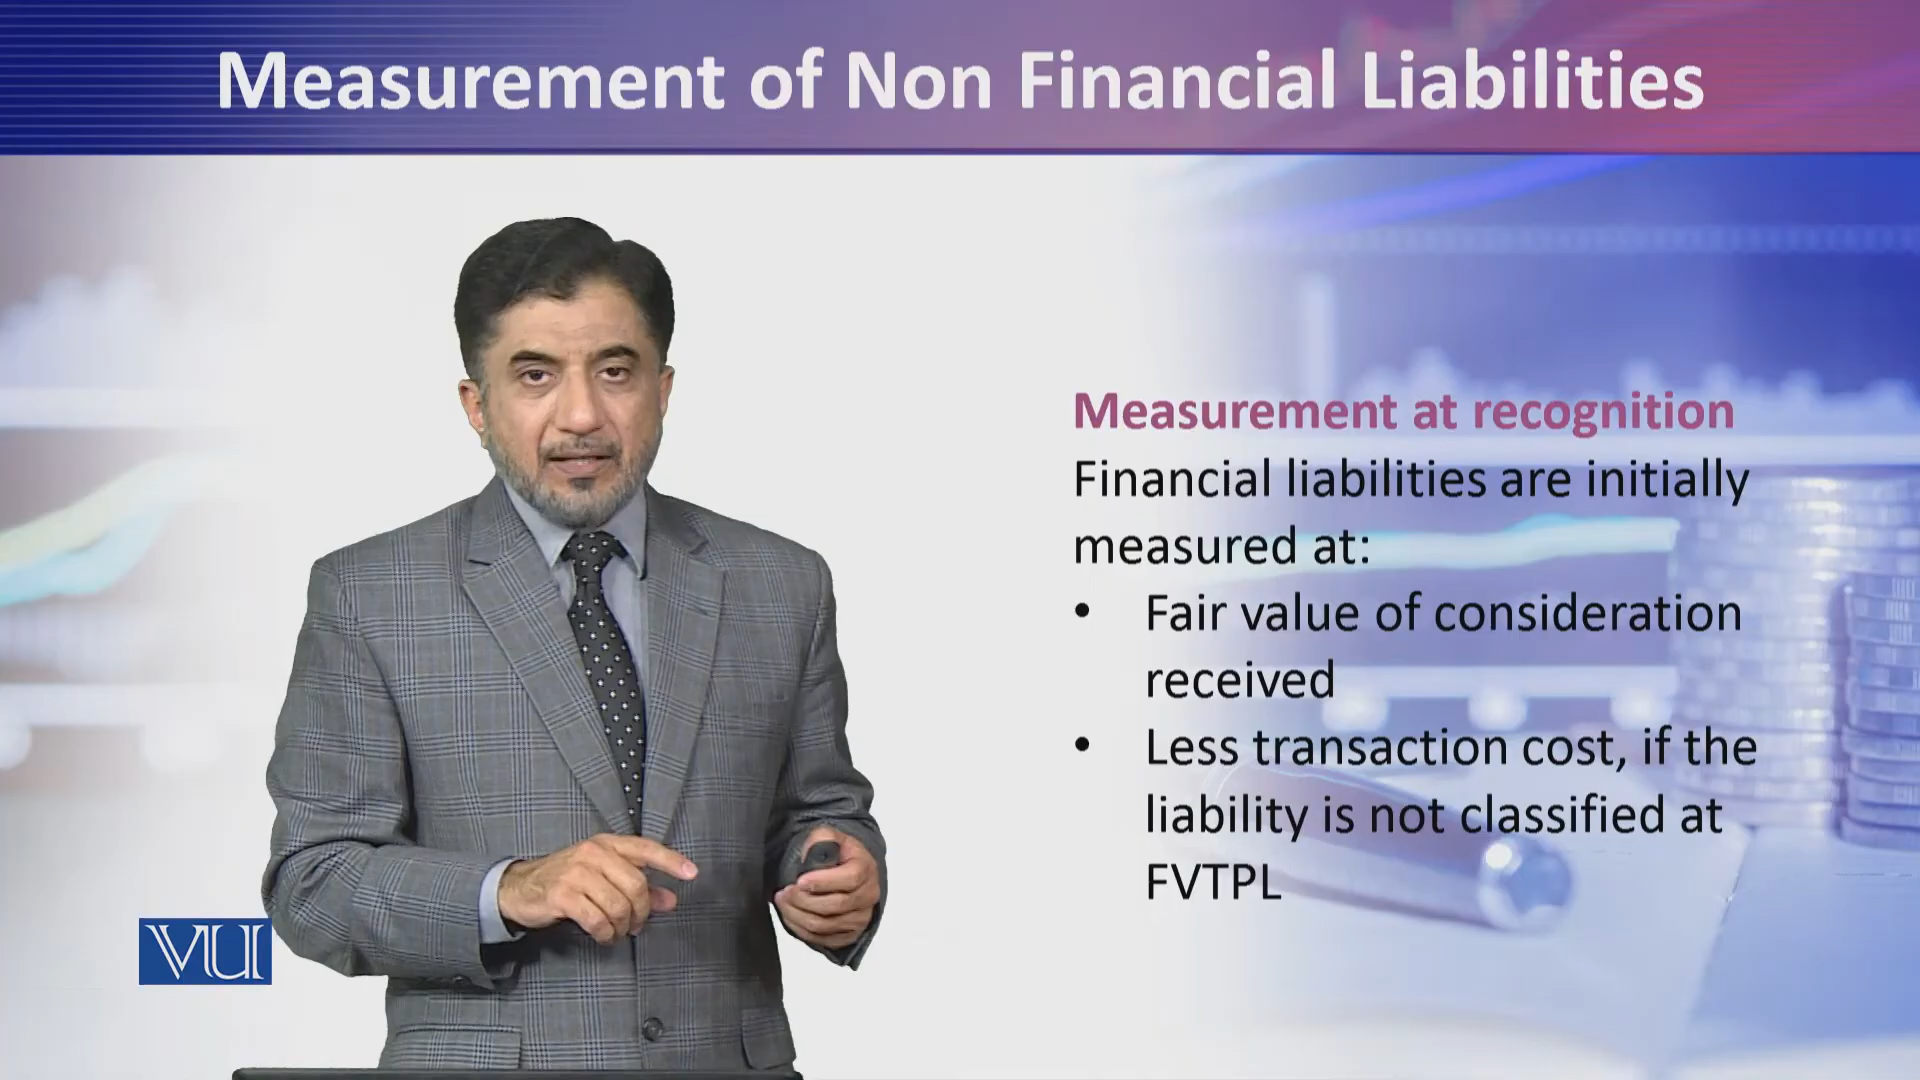 Measurement of Non Financial Liabilities
Measurement at recognition
Financial liabilities are initially
measured at:
• Fair value of consideration
received
• Less transaction cost, if the
liability is not classified at
FVTPL
VU